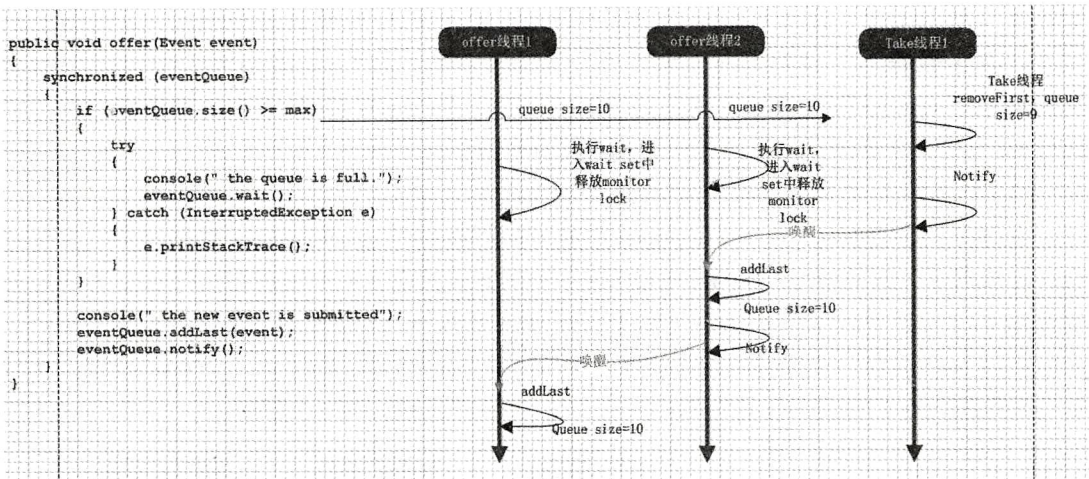 public void offer(Event event)
{
synchronized (eventQueue)
{
if (eventQueue.size() >= max)
{
try
{
console(" the queue is full.");
eventQueue.wait();
} catch (InterruptedException e)
{
e.printStackTrace();
}
}
console(" the new event is submitted");
eventQueue.addLast(event);
eventQueue.notify();
}
}
offer线程1
offer线程2
Take线程1
queue size=10
queue size=10
Take线程
removeFirst，queue
size=9
执行wait，进
入wait set中
释放monitor
lock
执行wait，
进入wait
set中释放
monitor
lock
Notify
唤醒
addLast
Queue size=10
Notify
唤醒
addLast
Queue size=10